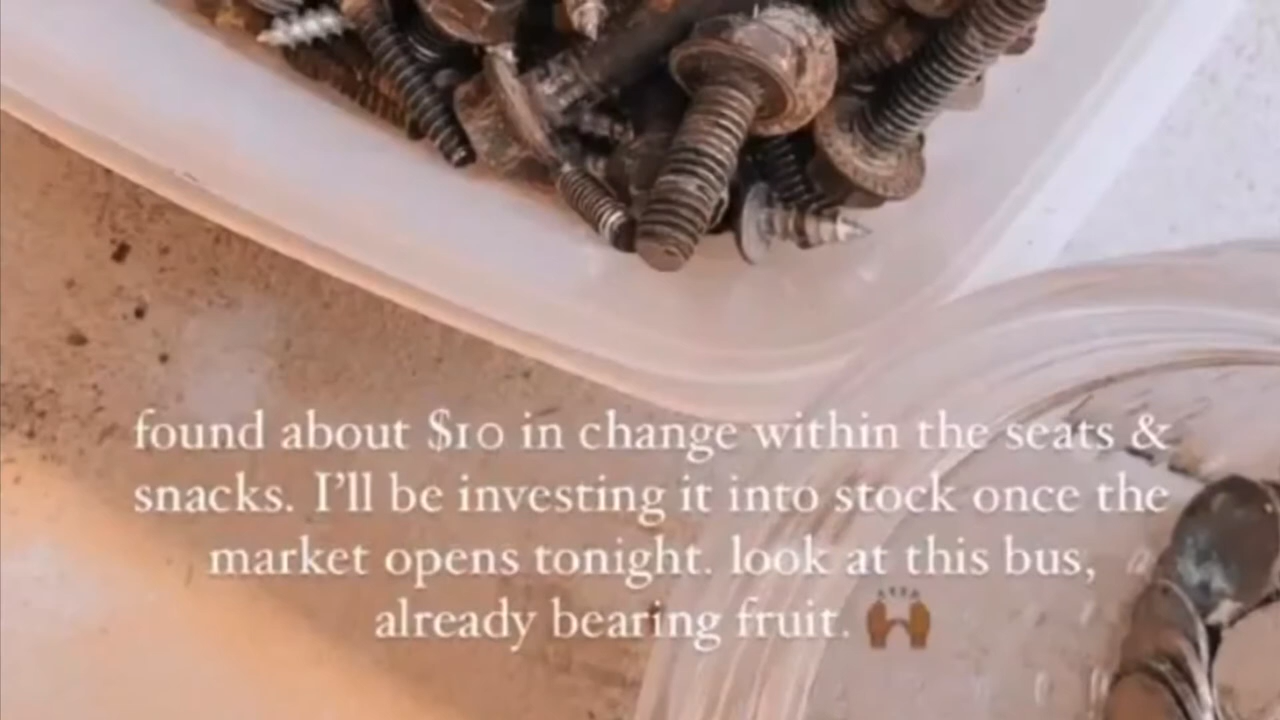 found about $10 in change within the seats &
snacks. I'll be investing it into stock once the
market opens tonight. look at this bus,
already bearing fruit. 🙌🏾